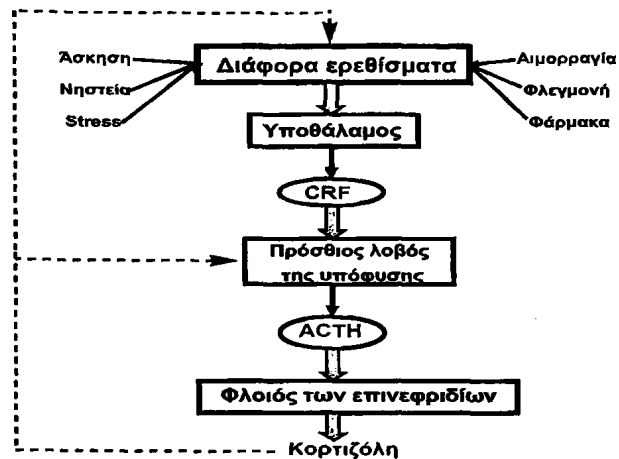 Άσκηση
Νηστεία
Stress
Διάφορα ερεθίσματα
Αιμορραγία
Φλεγμονή
Φάρμακα
Υποθάλαμος
CRF
Πρόσθιος λοβός
της υπόφυσης
ACTH
Φλοιός των επινεφριδίων
Κορτιζόλη